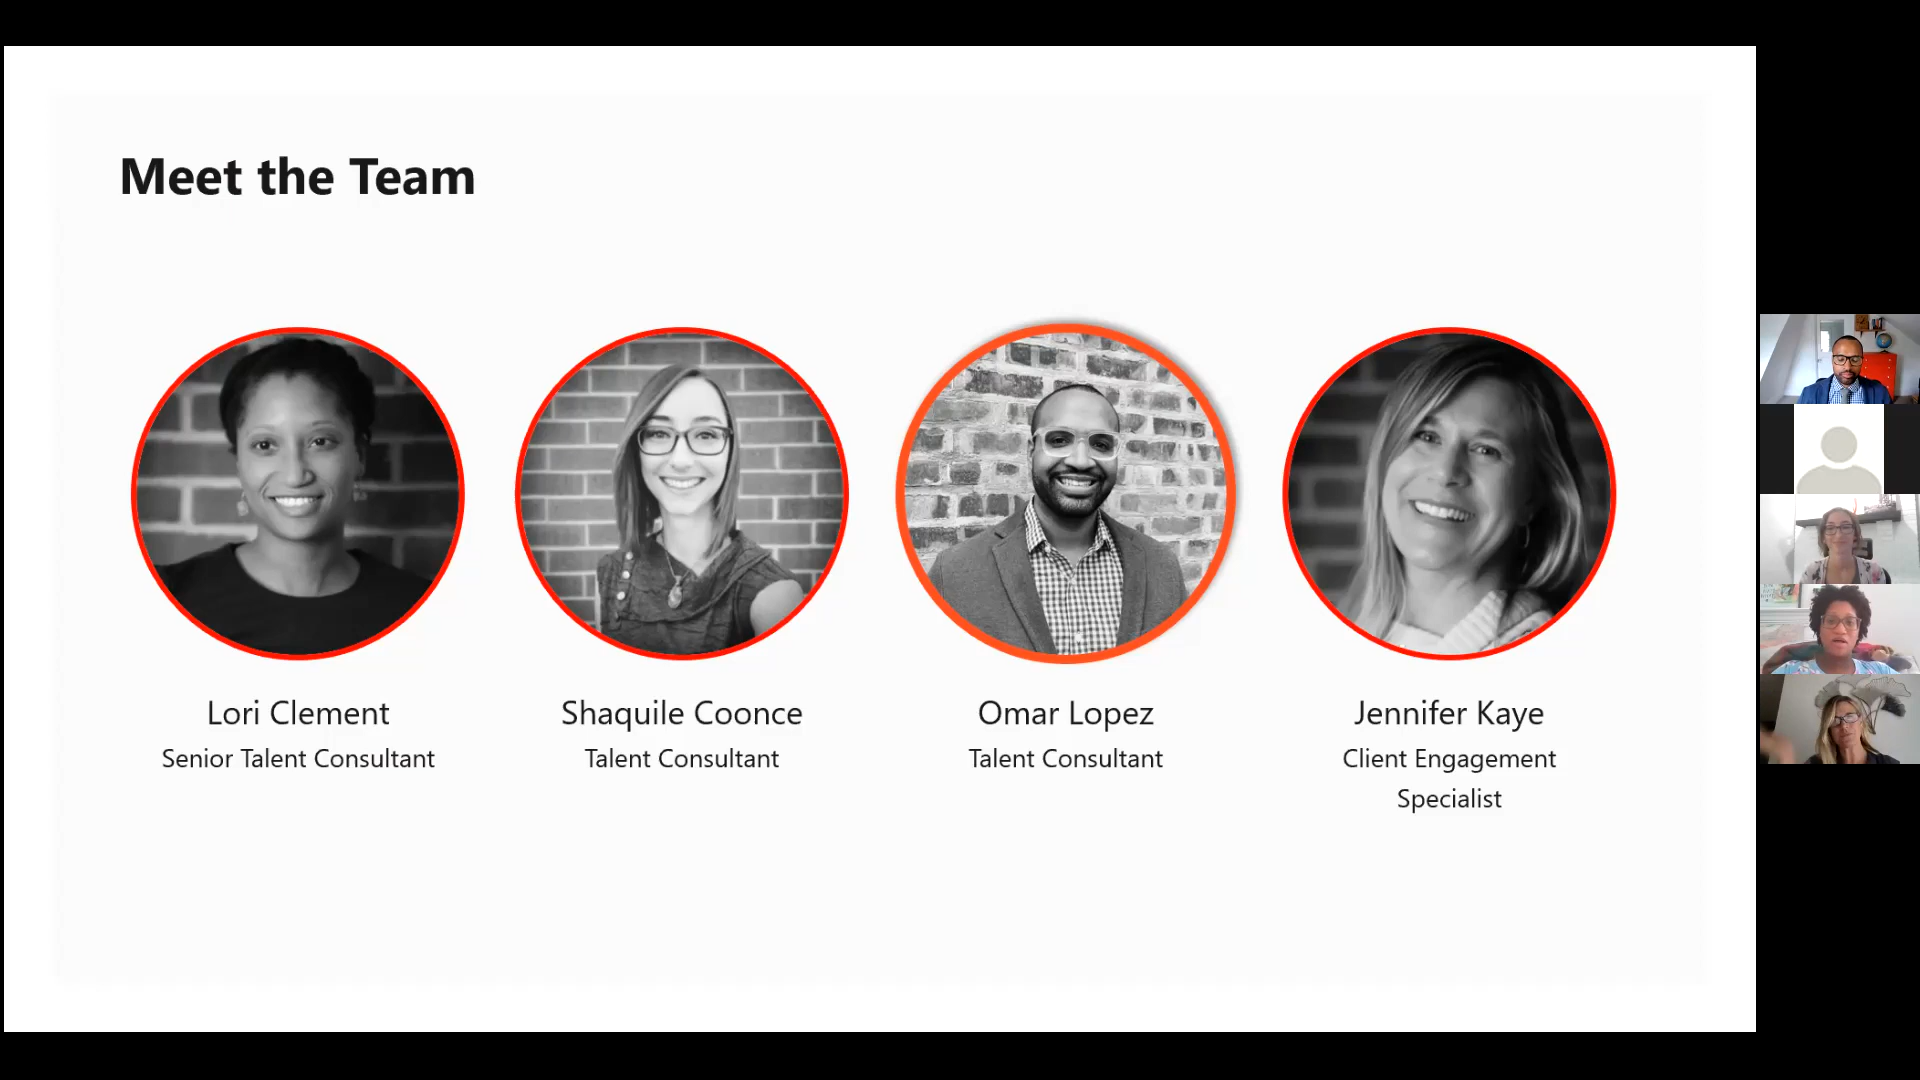 Meet the Team
Lori Clement
Senior Talent Consultant
Shaquile Coonce
Talent Consultant
Omar Lopez
Talent Consultant
Jennifer Kaye
Client Engagement
Specialist